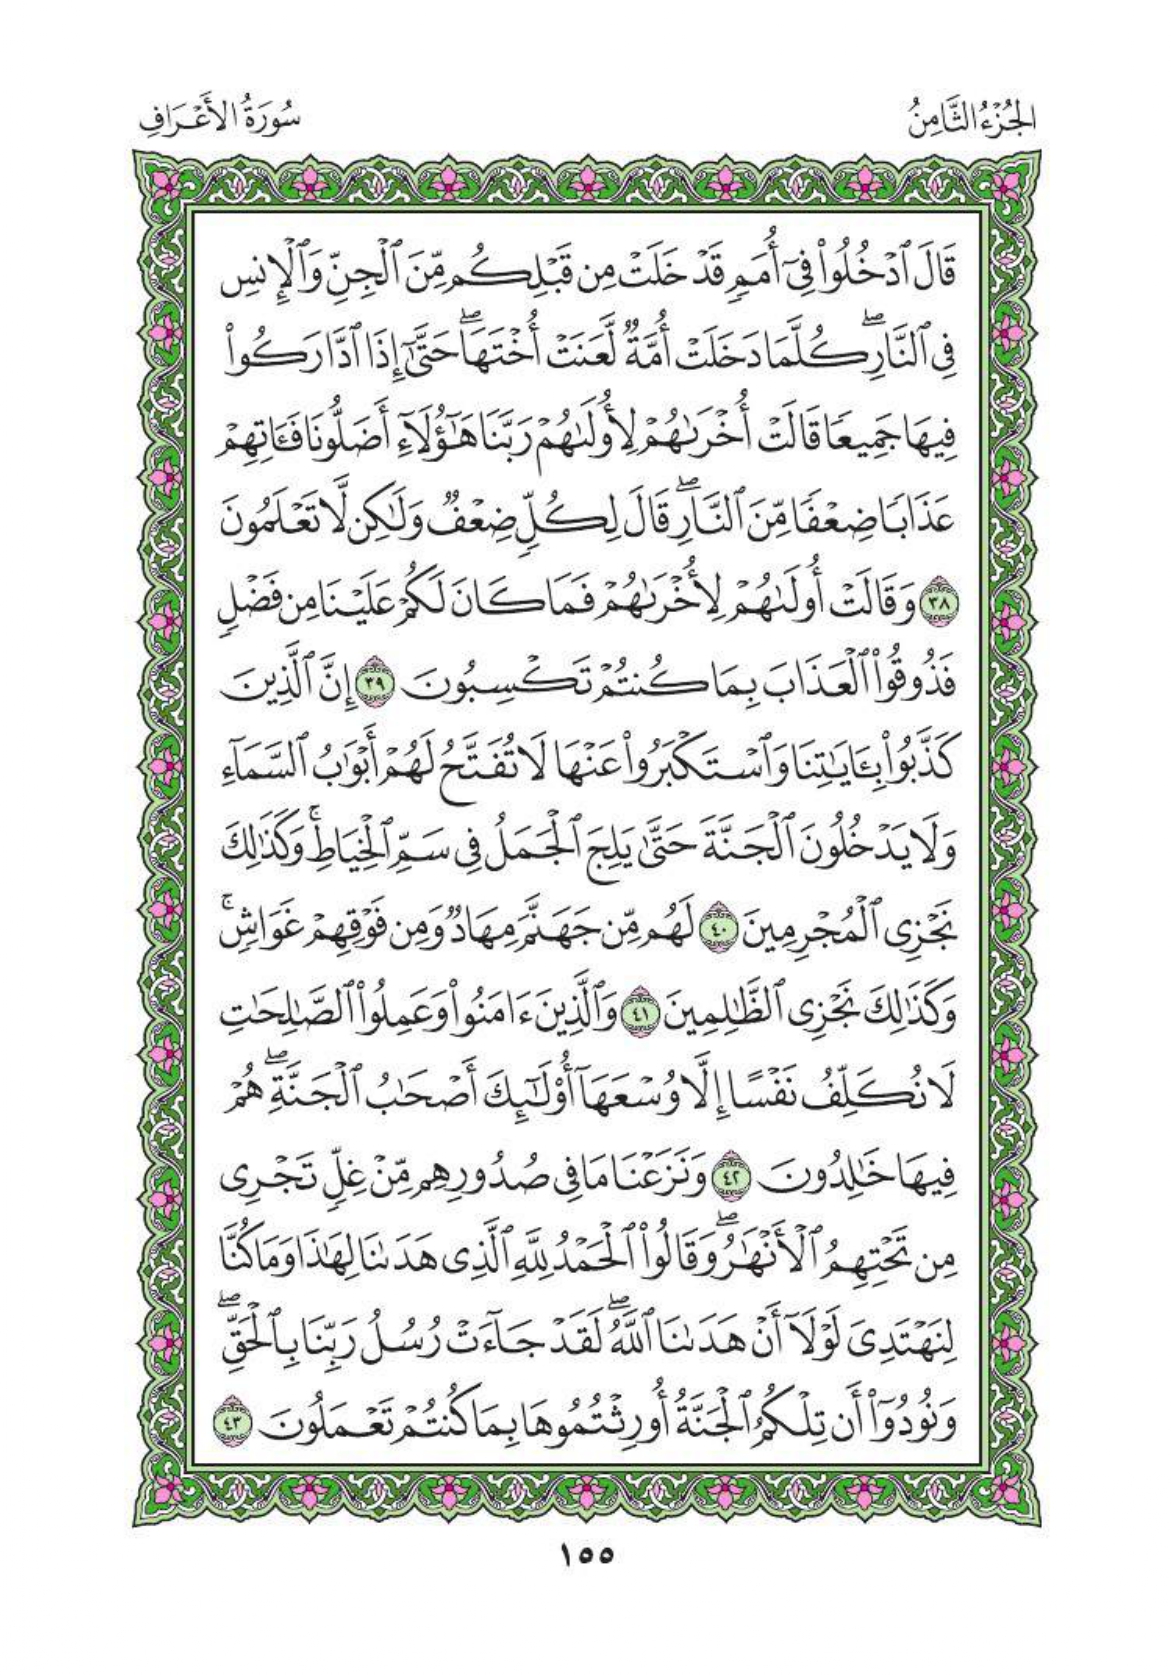 الجُزْءُ الثَّامِنُ
سُورَةُ الأَعْرَافِ
قَالَ ٱدْخُلُوا۟ فِىٓ أُمَمٍ قَدْ خَلَتْ مِن قَبْلِكُم مِّنَ ٱلْجِنِّ وَٱلْإِنسِ
فِى ٱلنَّارِ ۖ كُلَّمَا دَخَلَتْ أُمَّةٌ لَّعَنَتْ أُخْتَهَا ۖ حَتَّىٰٓ إِذَا ٱدَّارَكُوا۟
فِيهَا جَمِيعًا قَالَتْ أُخْرَىٰهُمْ لِأُولَىٰهُمْ رَبَّنَا هَٰٓؤُلَآءِ أَضَلُّونَا فَـَٔاتِهِمْ
عَذَابًا ضِعْفًا مِّنَ ٱلنَّارِ ۖ قَالَ لِكُلٍّ ضِعْفٌ وَلَٰكِن لَّا تَعْلَمُونَ
٣٨ وَقَالَتْ أُولَىٰهُمْ لِأُخْرَىٰهُمْ فَمَا كَانَ لَكُمْ عَلَيْنَا مِن فَضْلٍ
فَذُوقُوا۟ ٱلْعَذَابَ بِمَا كُنتُمْ تَكْسِبُونَ ٣٩ إِنَّ ٱلَّذِينَ
كَذَّبُوا۟ بِـَٔايَٰتِنَا وَٱسْتَكْبَرُوا۟ عَنْهَا لَا تُفَتَّحُ لَهُمْ أَبْوَٰبُ ٱلسَّمَآءِ
وَلَا يَدْخُلُونَ ٱلْجَنَّةَ حَتَّىٰ يَلِجَ ٱلْجَمَلُ فِى سَمِّ ٱلْخِيَاطِ ۚ وَكَذَٰلِكَ
نَجْزِى ٱلْمُجْرِمِينَ ٤٠ لَهُم مِّن جَهَنَّمَ مِهَادٌ وَمِن فَوْقِهِمْ غَوَاشٍ ۚ
وَكَذَٰلِكَ نَجْزِى ٱلظَّٰلِمِينَ ٤١ وَٱلَّذِينَ ءَامَنُوا۟ وَعَمِلُوا۟ ٱلصَّٰلِحَٰتِ
لَا نُكَلِّفُ نَفْسًا إِلَّا وُسْعَهَآ أُو۟لَٰٓئِكَ أَصْحَٰبُ ٱلْجَنَّةِ ۖ هُمْ
فِيهَا خَٰلِدُونَ ٤٢ وَنَزَعْنَا مَا فِى صُدُورِهِم مِّنْ غِلٍّ تَجْرِى
مِن تَحْتِهِمُ ٱلْأَنْهَٰرُ ۖ وَقَالُوا۟ ٱلْحَمْدُ لِلَّهِ ٱلَّذِى هَدَىٰنَا لِهَٰذَا وَمَا كُنَّا
لِنَهْتَدِىَ لَوْلَآ أَنْ هَدَىٰنَا ٱللَّهُ ۖ لَقَدْ جَآءَتْ رُسُلُ رَبِّنَا بِٱلْحَقِّ ۖ
وَنُودُوٓا۟ أَن تِلْكُمُ ٱلْجَنَّةُ أُورِثْتُمُوهَا بِمَا كُنتُمْ تَعْمَلُونَ ٤٣
١٥٥